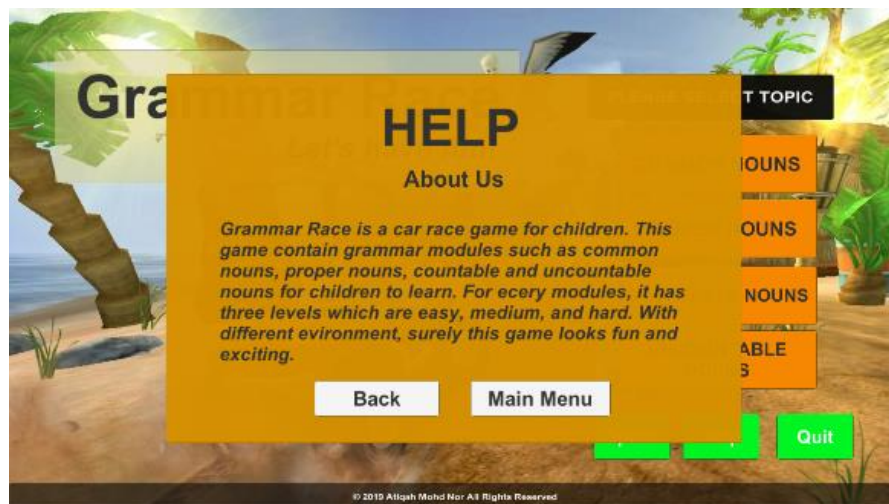 Grammar Race
T TOPIC
HELP
About Us
NOUNS
OUNS
NOUNS
ABLE
S
Grammar Race is a car race game for children. This
game contain grammar modules such as common
nouns, proper nouns, countable and uncountable
nouns for children to learn. For ecery modules, it has
three levels which are easy, medium, and hard. With
different evironment, surely this game looks fun and
exciting.
Back
Main Menu
Quit
© 2019 Atiqah Mohd Nor All Rights Reserved